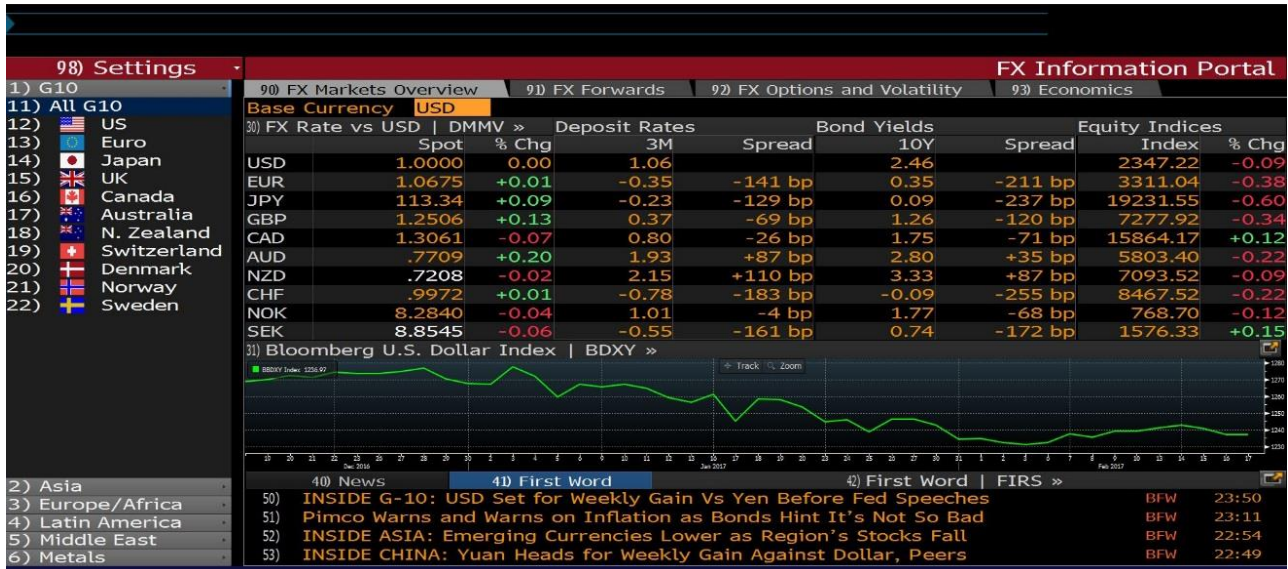 98) Settings
FX Information Portal
1) G10
90) FX Markets Overview 91) FX Forwards 92) FX Options and Volatility 93) Economics
11) All G10
Base Currency USD
12) US
13) Euro
14) Japan
15) UK
16) Canada
17) Australia
18) N. Zealand
19) Switzerland
20) Denmark
21) Norway
22) Sweden
30) FX Rate vs USD | DMMV » Deposit Rates Bond Yields Equity Indices
Spot % Chg 3M Spread 10Y Spread Index % Chg
USD 1.0000 0.00 1.06 2.46 2347.22 -0.09
EUR 1.0675 +0.01 -0.35 -141 bp 0.35 -211 bp 3311.04 -0.38
JPY 113.34 +0.09 -0.23 -129 bp 0.09 -237 bp 19231.55 -0.60
GBP 1.2506 +0.13 0.37 -69 bp 1.26 -120 bp 7277.92 -0.34
CAD 1.3061 -0.07 0.80 -26 bp 1.75 -71 bp 15864.17 +0.12
AUD .7709 +0.20 1.93 +87 bp 2.80 +35 bp 5803.40 -0.22
NZD .7208 -0.02 2.15 +110 bp 3.33 +87 bp 7093.52 -0.09
CHF .9972 +0.01 -0.78 -183 bp -0.09 -255 bp 8467.52 -0.22
NOK 8.2840 -0.04 1.01 -4 bp 1.77 -68 bp 768.70 -0.12
SEK 8.8545 -0.06 -0.55 -161 bp 0.74 -172 bp 1576.33 +0.15
31) Bloomberg U.S. Dollar Index | BDXY »
BBDXY Index 1236.97
Track Zoom
1280
1270
1260
1250
1240
1230
Dec 2016 Jan 2017 Feb 2017
2) Asia
3) Europe/Africa
4) Latin America
5) Middle East
6) Metals
40) News 41) First Word 42) First Word | FIRS »
50) INSIDE G-10: USD Set for Weekly Gain Vs Yen Before Fed Speeches BFW 23:50
51) Pimco Warns and Warns on Inflation as Bonds Hint It's Not So Bad BFW 23:11
52) INSIDE ASIA: Emerging Currencies Lower as Region's Stocks Fall BFW 22:54
53) INSIDE CHINA: Yuan Heads for Weekly Gain Against Dollar, Peers BFW 22:49